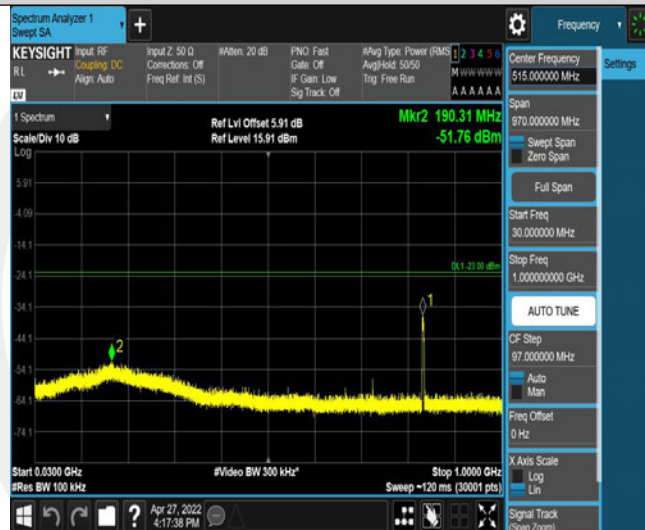 Spectrum Analyzer 1
Swept SA
Frequency
KEYSIGHT
RL
Input: RF
Coupling: DC
Align: Auto
Input Z: 50 Ω
Corrections: Off
Freq Ref: Int (S)
#Atten: 20 dB
PNO: Fast
Gate: Off
IF Gain: Low
Sig Track: Off
#Avg Type: Power (RMS
Avg|Hold: 50/50
Trig: Free Run
1 2 3 4 5 6
M W W W W W
A A A A A A
LXI
1 Spectrum
Scale/Div 10 dB
Log
Ref Lvl Offset 5.91 dB
Ref Level 15.91 dBm
Mkr2 190.31 MHz
-51.76 dBm
5.91
-4.09
-14.1
-24.1
-34.1
-44.1
-54.1
-64.1
-74.1
DL1 -23.00 dBm
1
2
Start 0.0300 GHz
#Res BW 100 kHz
#Video BW 300 kHz*
Stop 1.0000 GHz
Sweep ~120 ms (30001 pts)
Apr 27, 2022
4:17:38 PM
Settings
Center Frequency
515.000000 MHz
Span
970.000000 MHz
Swept Span
Zero Span
Full Span
Start Freq
30.000000 MHz
Stop Freq
1.000000000 GHz
AUTO TUNE
CF Step
97.000000 MHz
Auto
Man
Freq Offset
0 Hz
X Axis Scale
Log
Lin
Signal Track
(Span Zoom)